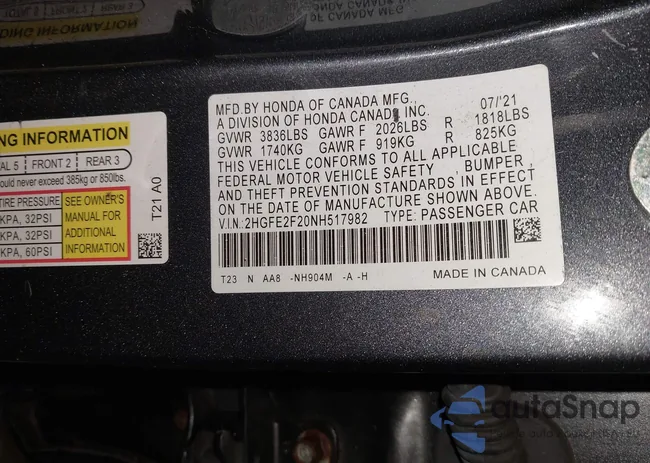 NG INFORMATION
AL 5 FRONT 2 REAR 3
ould never exceed 385kg or 850lbs.
TIRE PRESSURE
KPA, 32PSI
KPA, 32PSI
KPA, 60PSI
SEE OWNER'S
MANUAL FOR
ADDITIONAL
INFORMATION
T21 A0
MFD.BY HONDA OF CANADA MFG., 07/'21
A DIVISION OF HONDA CANADA INC.
GVWR 3836LBS GAWR F 2026LBS R 1818LBS
GVWR 1740KG GAWR F 919KG R 825KG
THIS VEHICLE CONFORMS TO ALL APPLICABLE
FEDERAL MOTOR VEHICLE SAFETY , BUMPER ,
AND THEFT PREVENTION STANDARDS IN EFFECT
ON THE DATE OF MANUFACTURE SHOWN ABOVE.
V.I.N.: 2HGFE2F20NH517982 TYPE: PASSENGER CAR
T23 N AA8 -NH904M -A -H
MADE IN CANADA
autoSnap